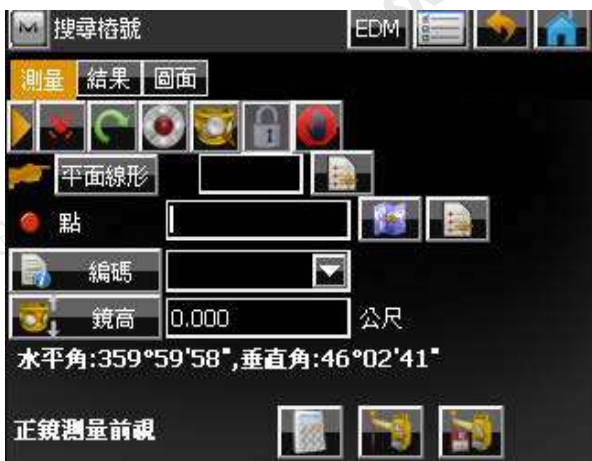 搜尋樁號 EDM
測量 結果 圖面
平面線形
點
編碼
鏡高 0.000 公尺
水平角:359°59'58",垂直角:46°02'41"
正鏡測量前視